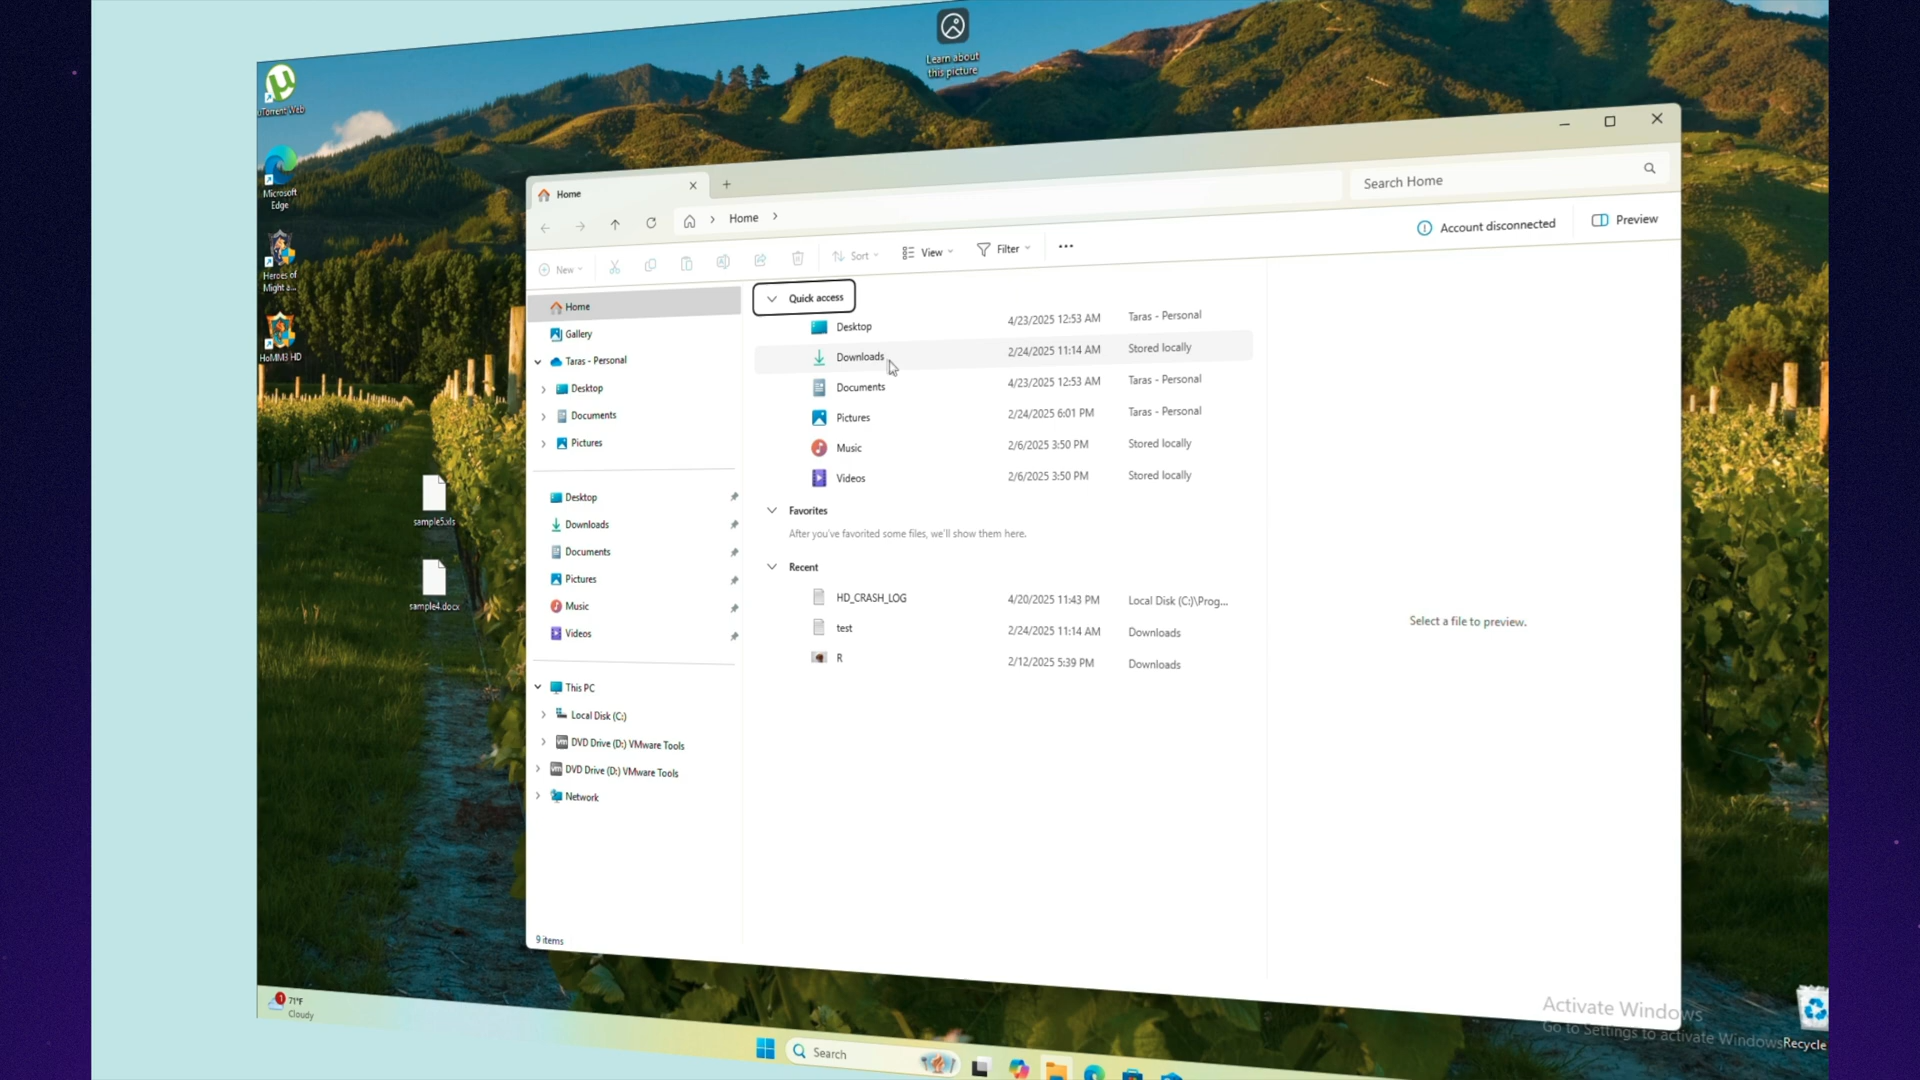 Learn about
this picture
uTorrent Web
Microsoft
Edge
Heroes of
Might a...
HoMM3 HD
sample5.xls
sample4.docx
Home
Search Home
Home
New
Sort
View
Filter
Account disconnected
Preview
Home
Gallery
Taras - Personal
Desktop
Documents
Pictures
Desktop
Downloads
Documents
Pictures
Music
Videos
This PC
Local Disk (C:)
DVD Drive (D:) VMware Tools
DVD Drive (D:) VMware Tools
Network
Quick access
Desktop 4/23/2025 12:53 AM Taras - Personal
Downloads 2/24/2025 11:14 AM Stored locally
Documents 4/23/2025 12:53 AM Taras - Personal
Pictures 2/24/2025 6:01 PM Taras - Personal
Music 2/6/2025 3:50 PM Stored locally
Videos 2/6/2025 3:50 PM Stored locally
Favorites
After you've favorited some files, we'll show them here.
Recent
HD_CRASH_LOG 4/20/2025 11:43 PM Local Disk (C:)\Prog...
test 2/24/2025 11:14 AM Downloads
R 2/12/2025 5:39 PM Downloads
Select a file to preview.
9 items
Activate Windows
Go to Settings to activate Windows
Recycle
1
71°F
Cloudy
Search